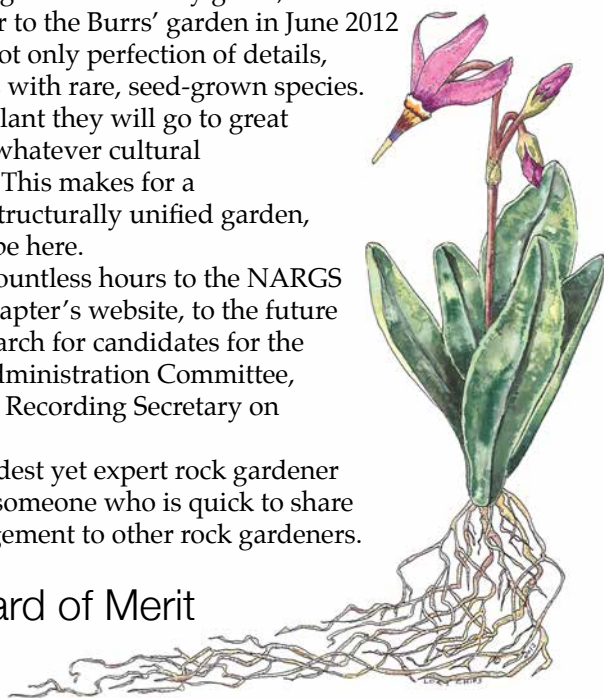 r to the Burrs’ garden in June 2012
ot only perfection of details,
with rare, seed-grown species.
lant they will go to great
whatever cultural
This makes for a
tructurally unified garden,
be here.
ountless hours to the NARGS
apter’s website, to the future
arch for candidates for the
dministration Committee,
Recording Secretary on
dest yet expert rock gardener
someone who is quick to share
gement to other rock gardeners.
ard of Merit